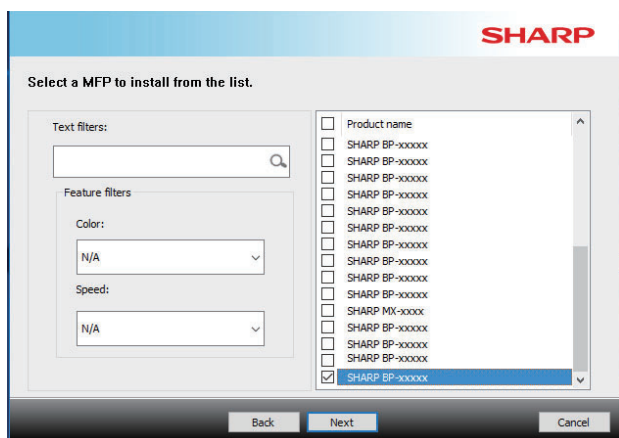 SHARP
Select a MFP to install from the list.
Text filters:
Feature filters
Color:
N/A
Speed:
N/A
Product name
SHARP BP-xxxxx
SHARP BP-xxxxx
SHARP BP-xxxxx
SHARP BP-xxxxx
SHARP BP-xxxxx
SHARP BP-xxxxx
SHARP BP-xxxxx
SHARP BP-xxxxx
SHARP BP-xxxxx
SHARP BP-xxxxx
SHARP MX-xxxx
SHARP BP-xxxxx
SHARP BP-xxxxx
SHARP BP-xxxxx
SHARP BP-xxxxx
Back
Next
Cancel